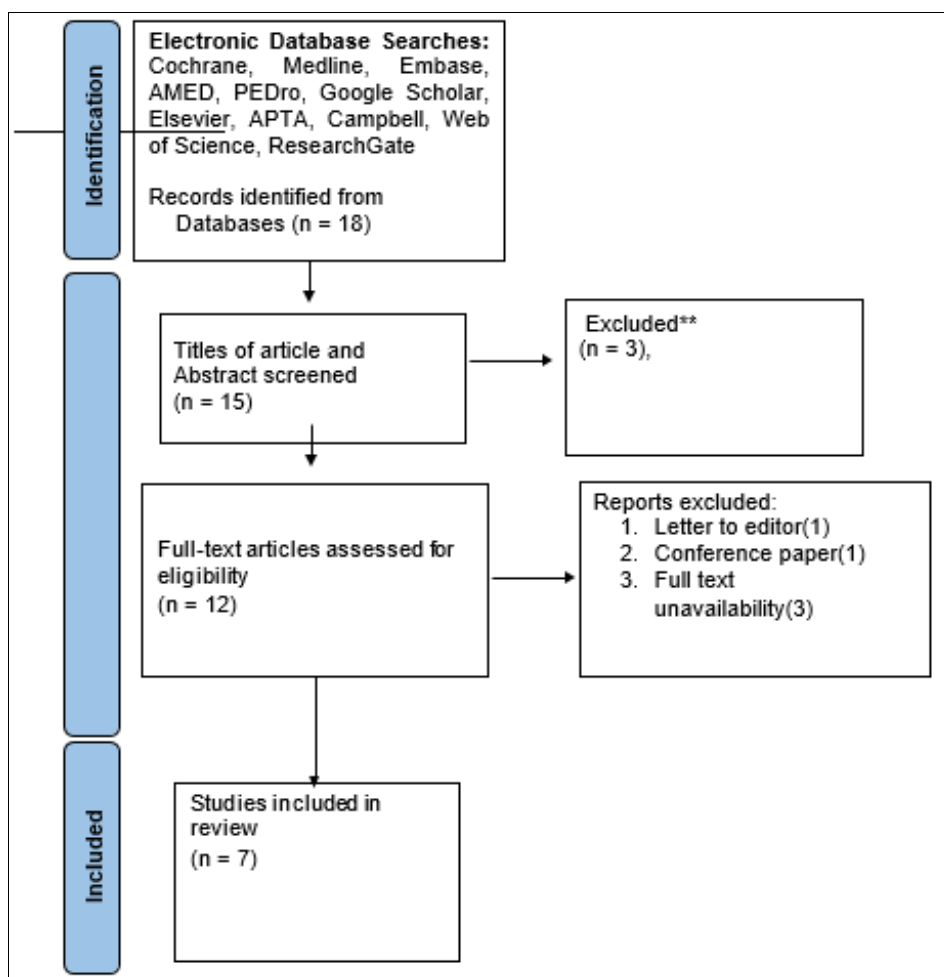 Identification
Electronic Database Searches:
Cochrane, Medline, Embase,
AMED, PEDro, Google Scholar,
Elsevier, APTA, Campbell, Web
of Science, ResearchGate
Records identified from
Databases (n = 18)
Titles of article and
Abstract screened
(n = 15)
Excluded**
(n = 3),
Full-text articles assessed for
eligibility
(n = 12)
Reports excluded:
1. Letter to editor(1)
2. Conference paper(1)
3. Full text
unavailability(3)
Included
Studies included in
review
(n = 7)